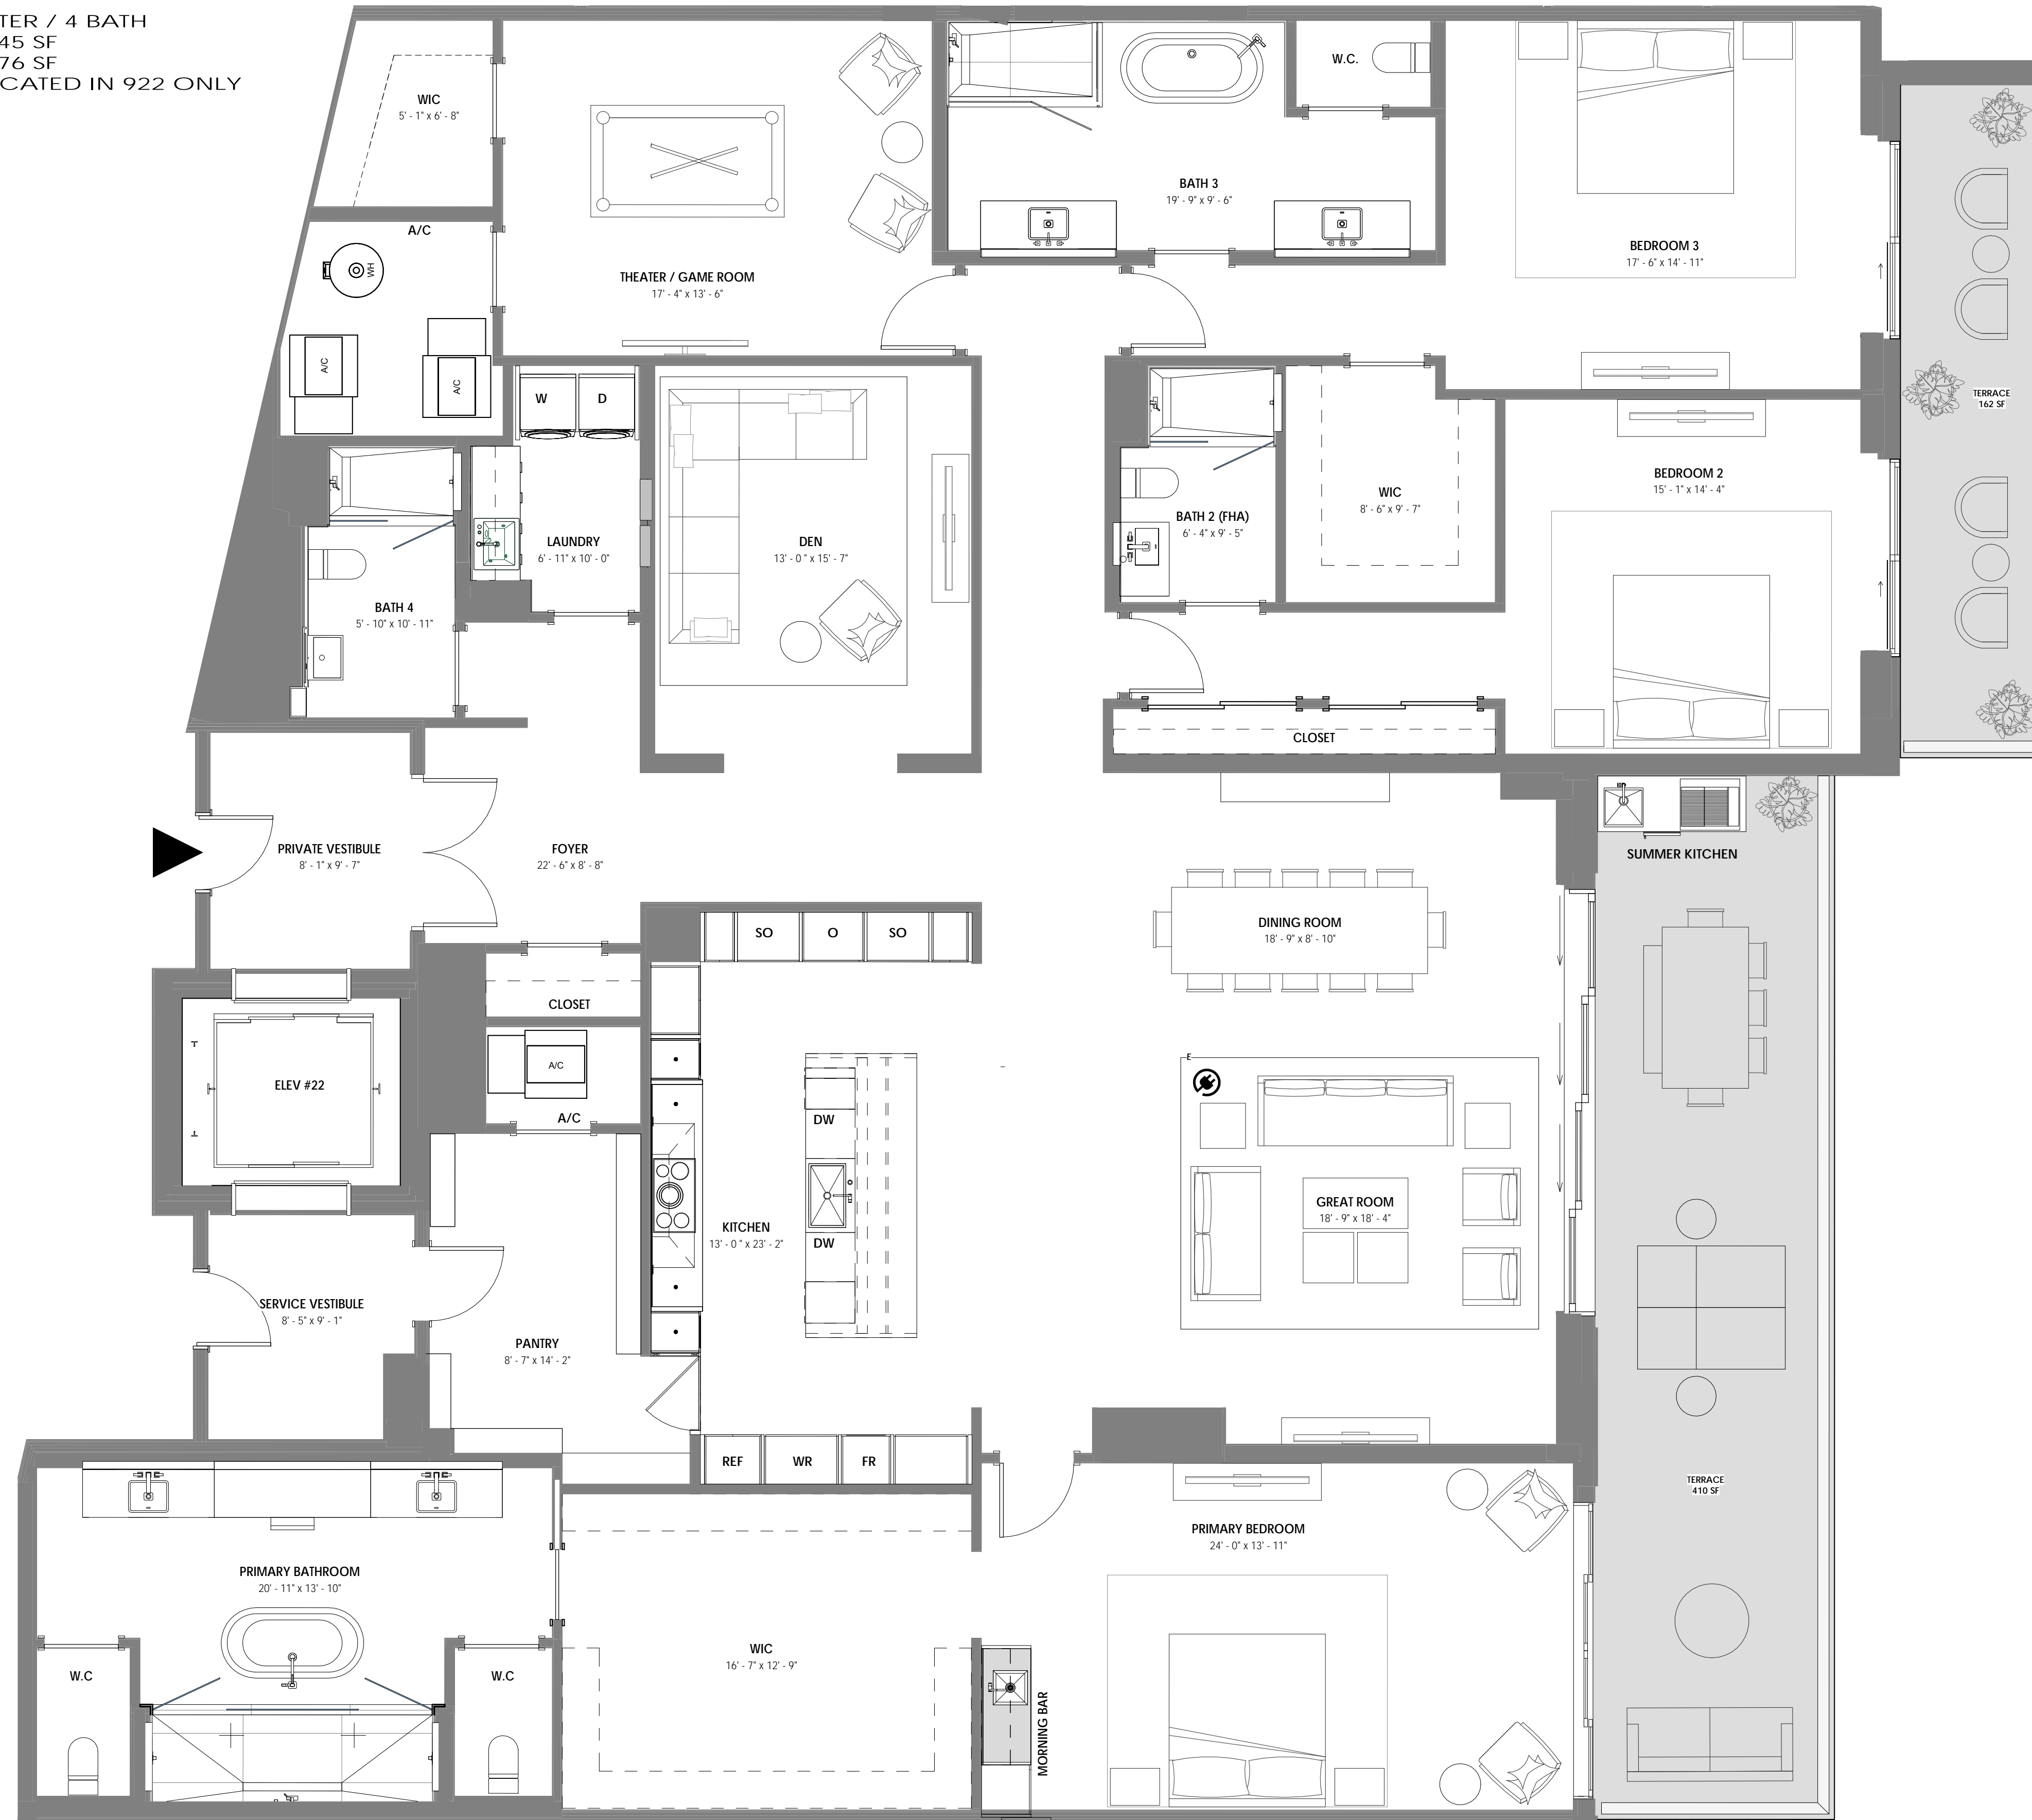 TER / 4 BATH
45 SF
76 SF
CATED IN 922 ONLY
WIC
5' - 1" x 6' - 8"
W.C.
BATH 3
19' - 9" x 9' - 6"
A/C
WH
A/C
A/C
THEATER / GAME ROOM
17' - 4" x 13' - 6"
BEDROOM 3
17' - 6" x 14' - 11"
TERRACE
162 SF
W
D
LAUNDRY
6' - 11" x 10' - 0"
DEN
13' - 0 " x 15' - 7"
BATH 2 (FHA)
6' - 4" x 9' - 5"
WIC
8' - 6" x 9' - 7"
BEDROOM 2
15' - 1" x 14' - 4"
BATH 4
5' - 10" x 10' - 11"
CLOSET
PRIVATE VESTIBULE
8' - 1" x 9' - 7"
FOYER
22' - 6" x 8' - 8"
SUMMER KITCHEN
SO
O
SO
DINING ROOM
18' - 9" x 8' - 10"
CLOSET
A/C
A/C
ELEV #22
E
DW
DW
KITCHEN
13' - 0 " x 23' - 2"
GREAT ROOM
18' - 9" x 18' - 4"
SERVICE VESTIBULE
8' - 5" x 9' - 1"
PANTRY
8' - 7" x 14' - 2"
REF
WR
FR
TERRACE
410 SF
PRIMARY BEDROOM
24' - 0" x 13' - 11"
PRIMARY BATHROOM
20' - 11" x 13' - 10"
W.C
W.C
WIC
16' - 7" x 12' - 9"
MORNING BAR